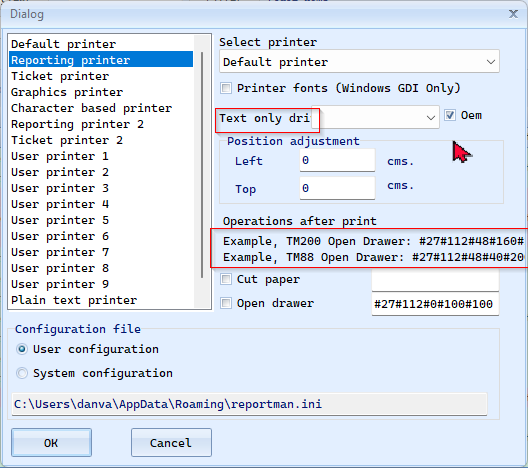 Dialog
Default printer
Reporting printer
Ticket printer
Graphics printer
Character based printer
Reporting printer 2
Ticket printer 2
User printer 1
User printer 2
User printer 3
User printer 4
User printer 5
User printer 6
User printer 7
User printer 8
User printer 9
Plain text printer
Select printer
Default printer
Printer fonts (Windows GDI Only)
Text only dri
Oem
Position adjustment
Left 0 cms.
Top 0 cms.
Operations after print
Example, TM200 Open Drawer: #27#112#48#160#
Example, TM88 Open Drawer: #27#112#48#40#20
Cut paper
Open drawer #27#112#0#100#100
Configuration file
User configuration
System configuration
C:\Users\danva\AppData\Roaming\reportman.ini
OK Cancel